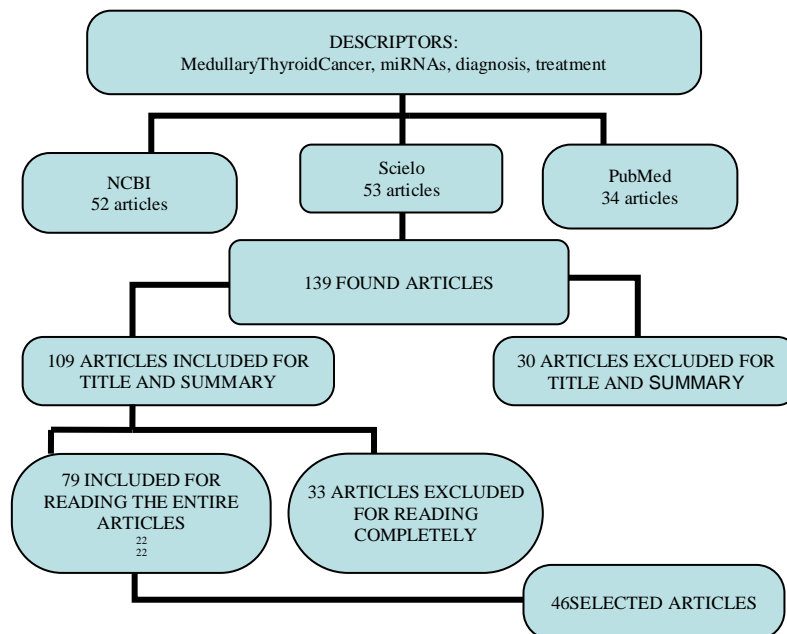 DESCRIPTORS:
MedullaryThyroidCancer, miRNAs, diagnosis, treatment
NCBI
52 articles
Scielo
53 articles
PubMed
34 articles
139 FOUND ARTICLES
109 ARTICLES INCLUDED FOR
TITLE AND SUMMARY
30 ARTICLES EXCLUDED FOR
TITLE AND SUMMARY
79 INCLUDED FOR
READING THE ENTIRE
ARTICLES
22
22
33 ARTICLES EXCLUDED
FOR READING
COMPLETELY
46SELECTED ARTICLES